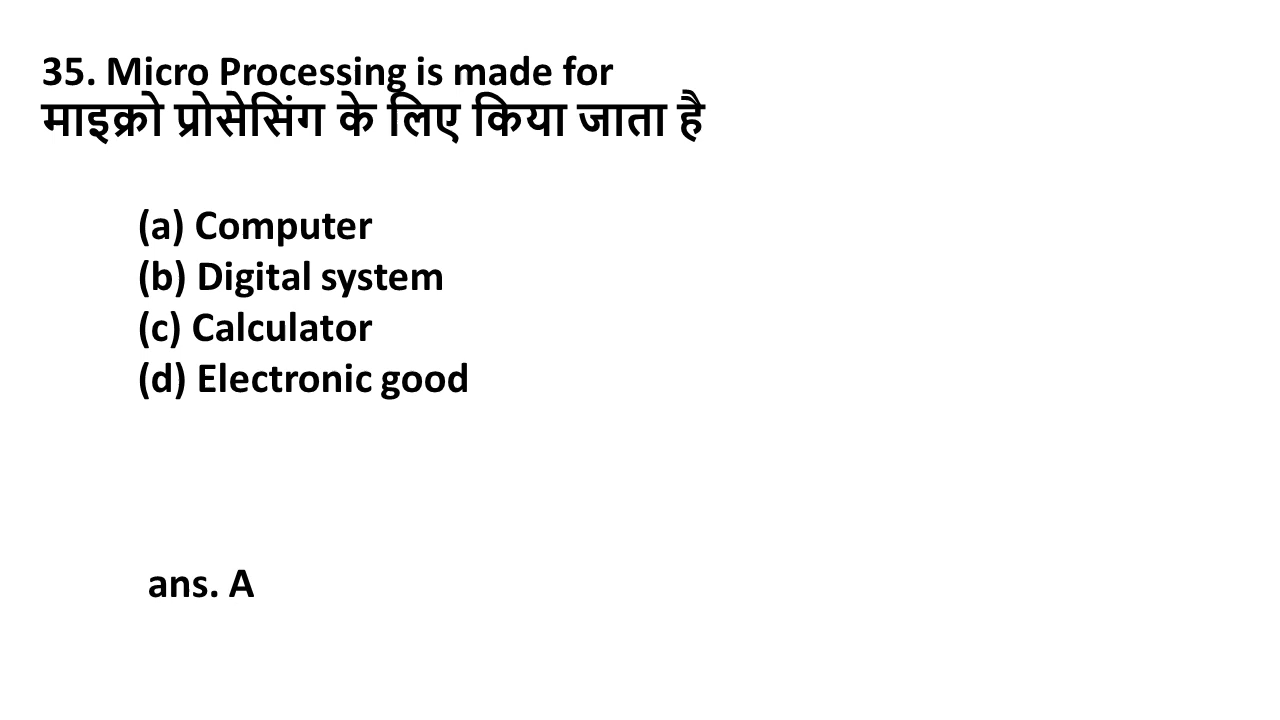 35. Micro Processing is made for
माइक्रो प्रोसेसिंग के लिए किया जाता है
(a) Computer
(b) Digital system
(c) Calculator
(d) Electronic good
ans. A